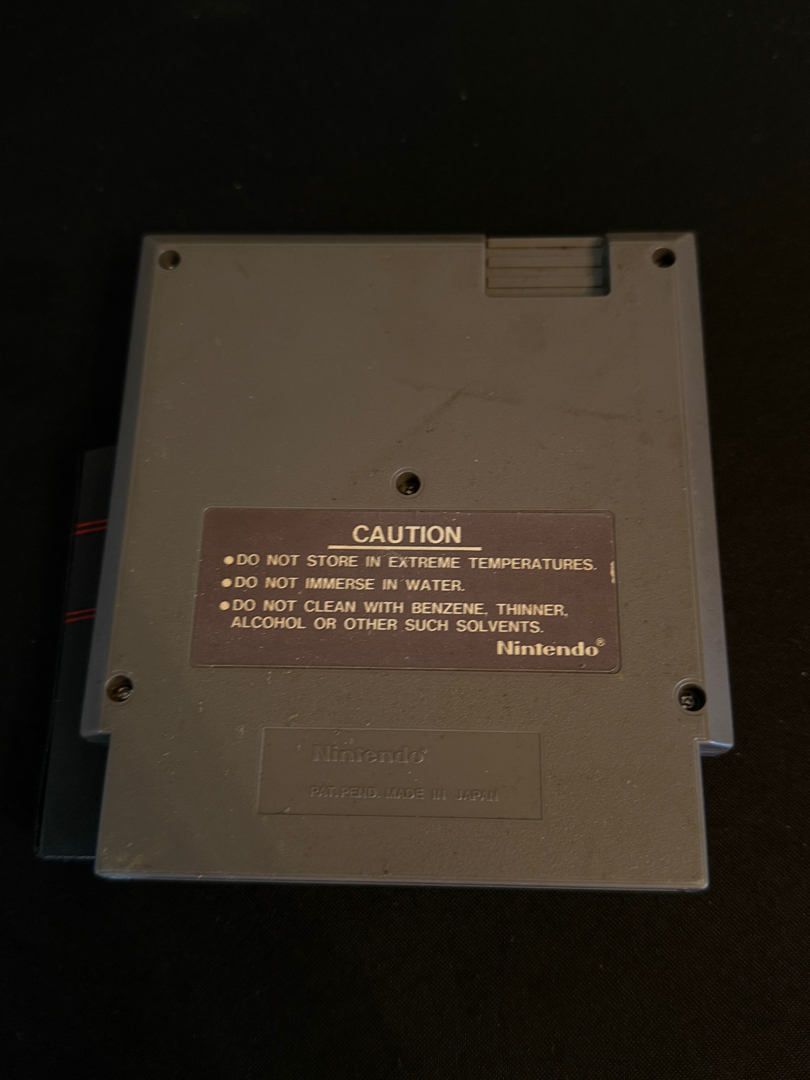 CAUTION
●DO NOT STORE IN EXTREME TEMPERATURES.
●DO NOT IMMERSE IN WATER.
●DO NOT CLEAN WITH BENZENE, THINNER,
ALCOHOL OR OTHER SUCH SOLVENTS.
Nintendo®
Nintendo®
PAT. PEND. MADE IN JAPAN